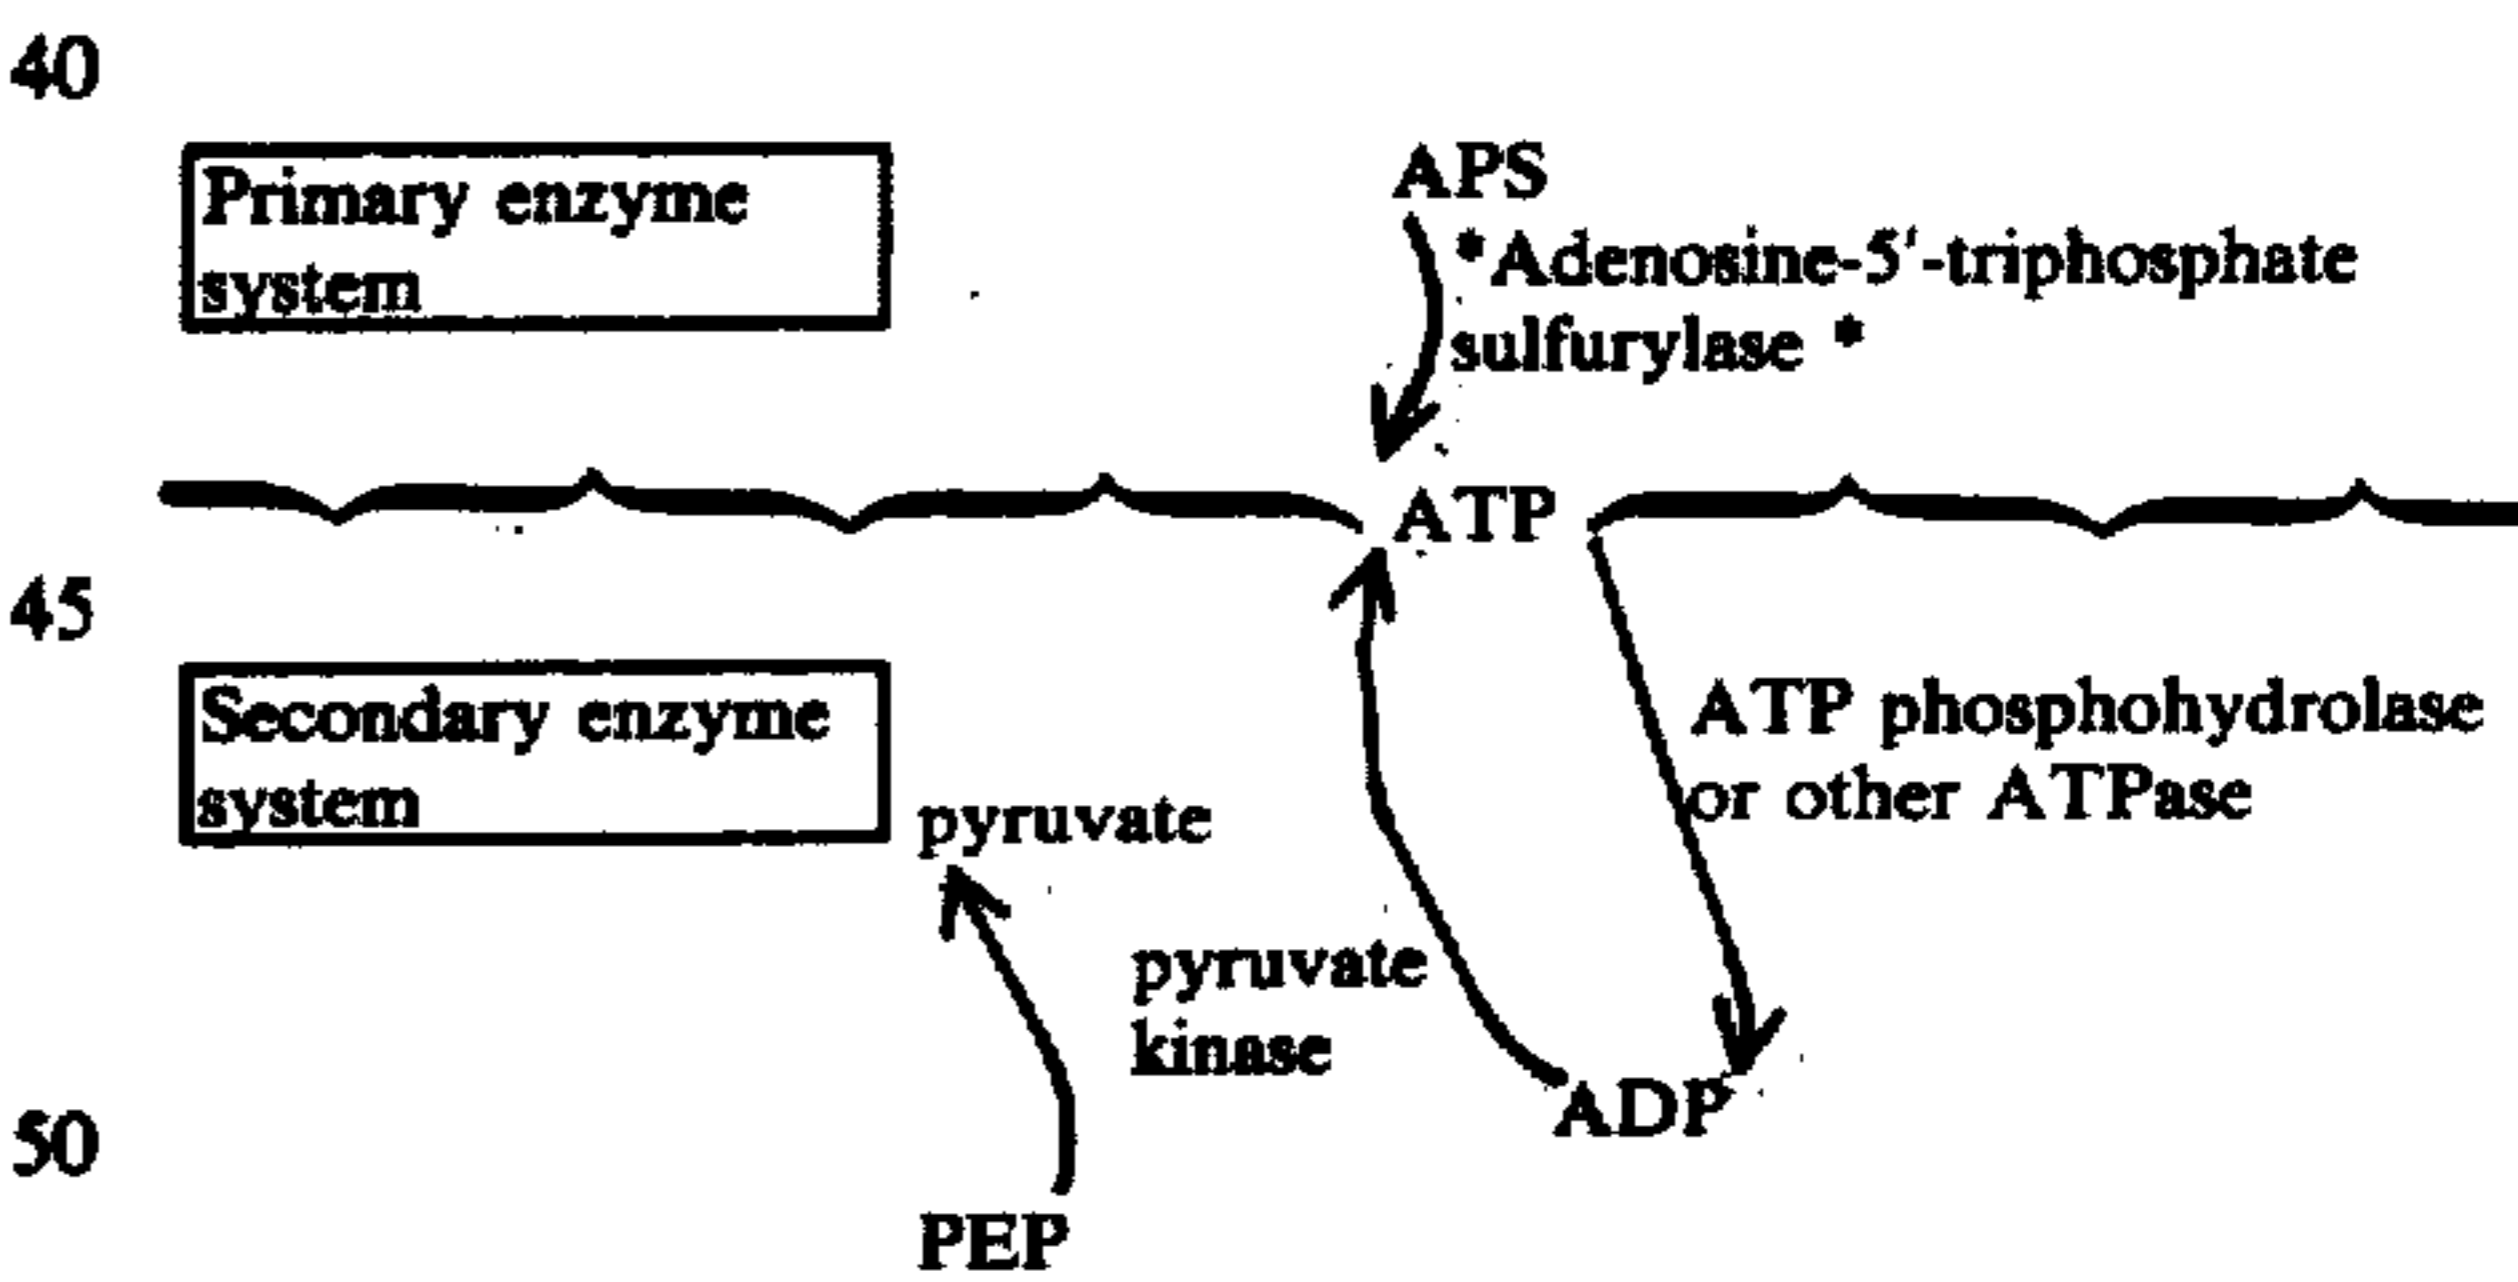 40
Primary enzyme
system
APS
*Adenosine-5'-triphosphate
sulfurylase *
ATP
45
Secondary enzyme
system
ATP phosphohydrolase
or other ATPase
pyruvate
pyruvate
kinase
ADP
50
PEP